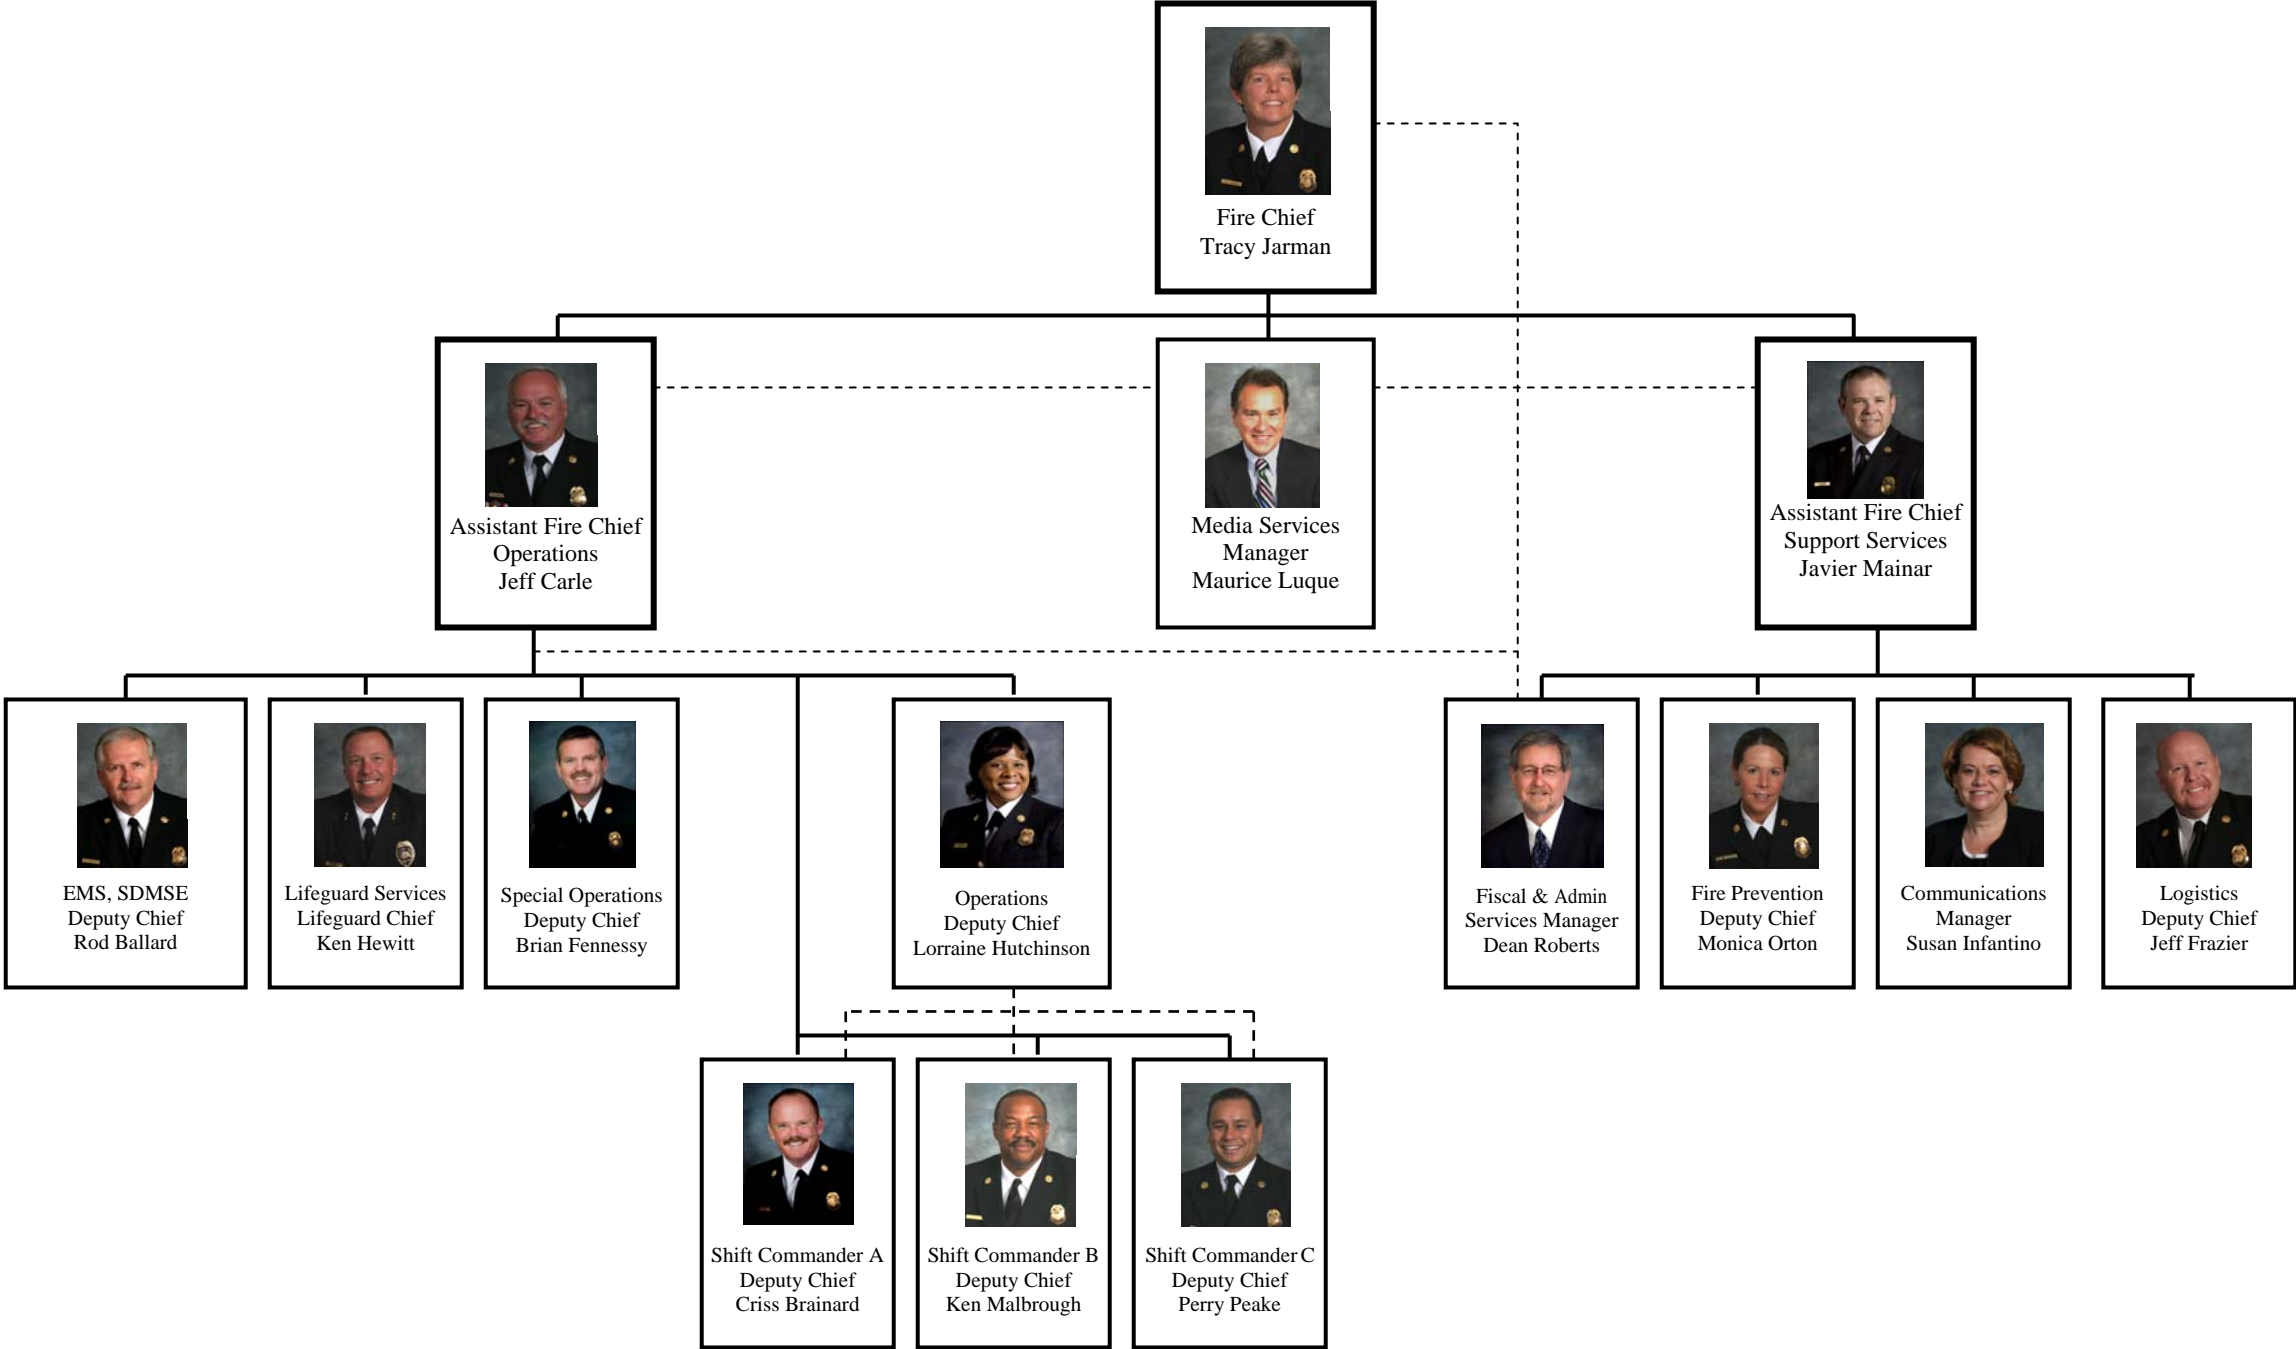 Fire Chief
Tracy Jarman
Assistant Fire Chief
Operations
Jeff Carle
Media Services
Manager
Maurice Luque
Assistant Fire Chief
Support Services
Javier Mainar
EMS, SDMSE
Deputy Chief
Rod Ballard
Lifeguard Services
Lifeguard Chief
Ken Hewitt
Special Operations
Deputy Chief
Brian Fennessy
Operations
Deputy Chief
Lorraine Hutchinson
Fiscal & Admin
Services Manager
Dean Roberts
Fire Prevention
Deputy Chief
Monica Orton
Communications
Manager
Susan Infantino
Logistics
Deputy Chief
Jeff Frazier
Shift Commander A
Deputy Chief
Criss Brainard
Shift Commander B
Deputy Chief
Ken Malbrough
Shift Commander C
Deputy Chief
Perry Peake